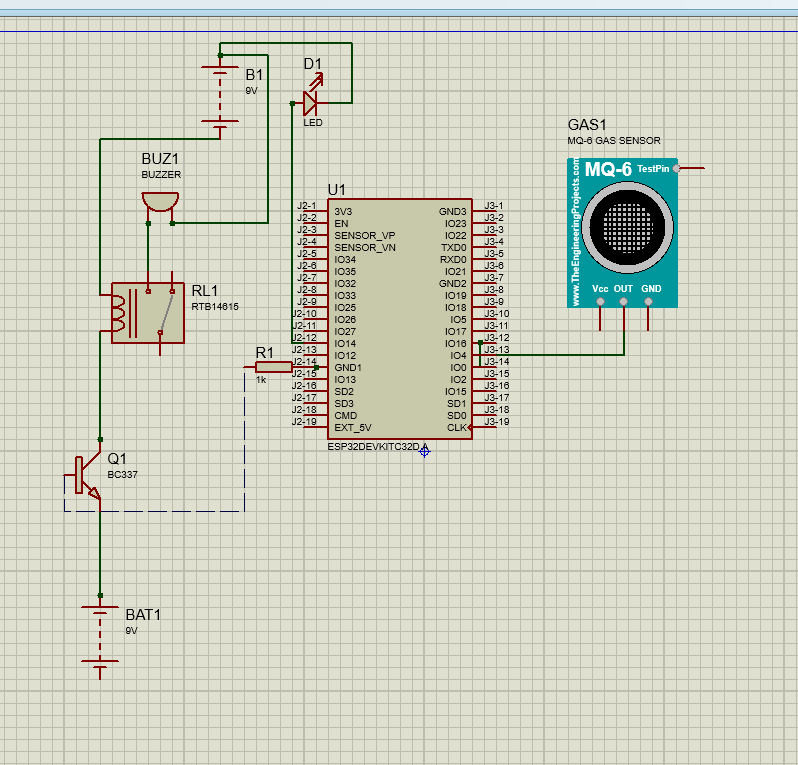 B1
9V
D1
LED
GAS1
MQ-6 GAS SENSOR
BUZ1
BUZZER
MQ-6 TestPin
www.TheEngineeringProjects.com
Vcc OUT GND
U1
J2-1
J2-2
J2-3
J2-4
J2-5
J2-6
J2-7
J2-8
J2-9
J2-10
J2-11
J2-12
J2-13
J2-14
J2-15
J2-16
J2-17
J2-18
J2-19
3V3
EN
SENSOR_VP
SENSOR_VN
IO34
IO35
IO32
IO33
IO25
IO26
IO27
IO14
IO12
GND1
IO13
SD2
SD3
CMD
EXT_5V
GND3
IO23
IO22
TXD0
RXD0
IO21
GND2
IO19
IO18
IO5
IO17
IO16
IO4
IO0
IO2
IO15
SD1
SD0
CLK
J3-1
J3-2
J3-3
J3-4
J3-5
J3-6
J3-7
J3-8
J3-9
J3-10
J3-11
J3-12
J3-13
J3-14
J3-15
J3-16
J3-17
J3-18
J3-19
ESP32DEVKITC32D A
RL1
RTB14615
R1
1k
Q1
BC337
BAT1
9V